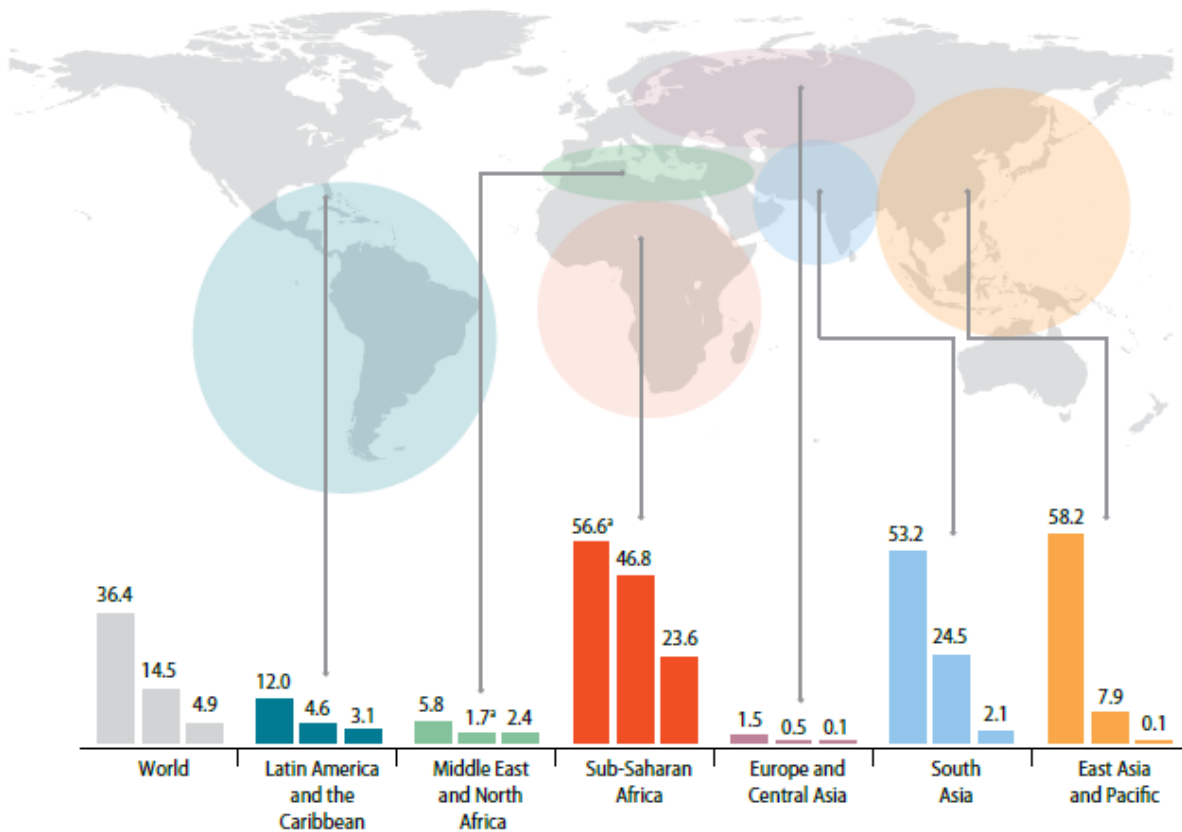 56.6ª
46.8
23.6
53.2
24.5
2.1
58.2
7.9
0.1
36.4
14.5
4.9
12.0
4.6
3.1
5.8
1.7ª
2.4
1.5
0.5
0.1
World
Latin America
and the
Caribbean
Middle East
and North
Africa
Sub-Saharan
Africa
Europe and
Central Asia
South
Asia
East Asia
and Pacific